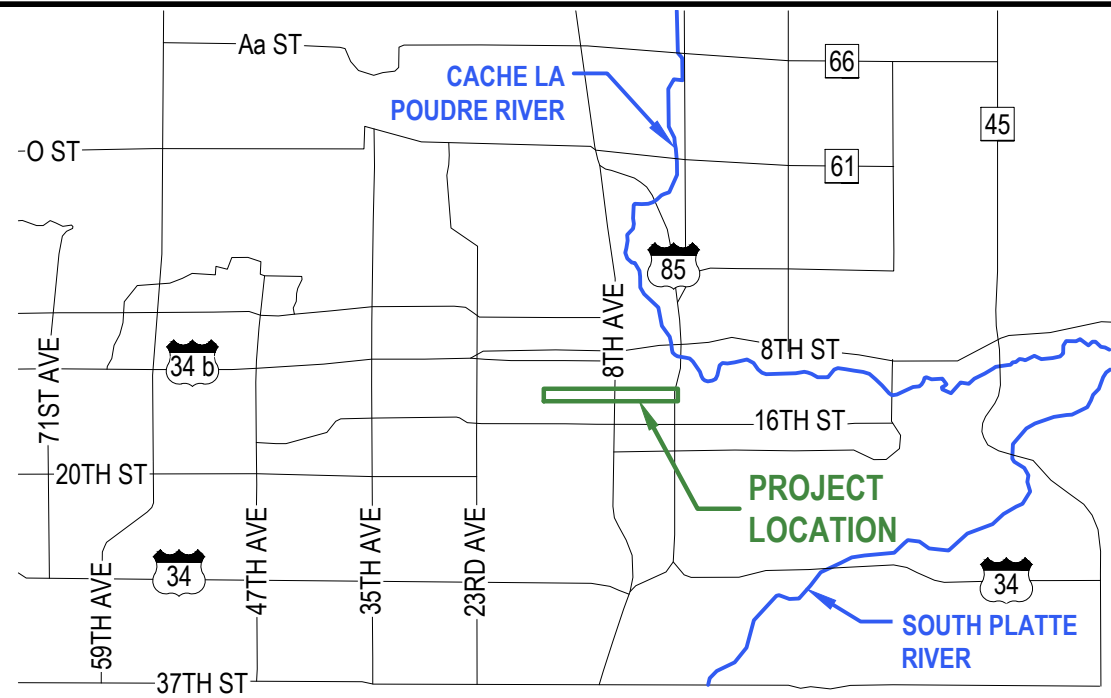 Aa ST
CACHE LA
POUDRE RIVER
66
45
O ST
61
85
8TH AVE
34 b
8TH ST
71ST AVE
16TH ST
20TH ST
PROJECT
LOCATION
47TH AVE
35TH AVE
23RD AVE
34
34
59TH AVE
SOUTH PLATTE
RIVER
37TH ST